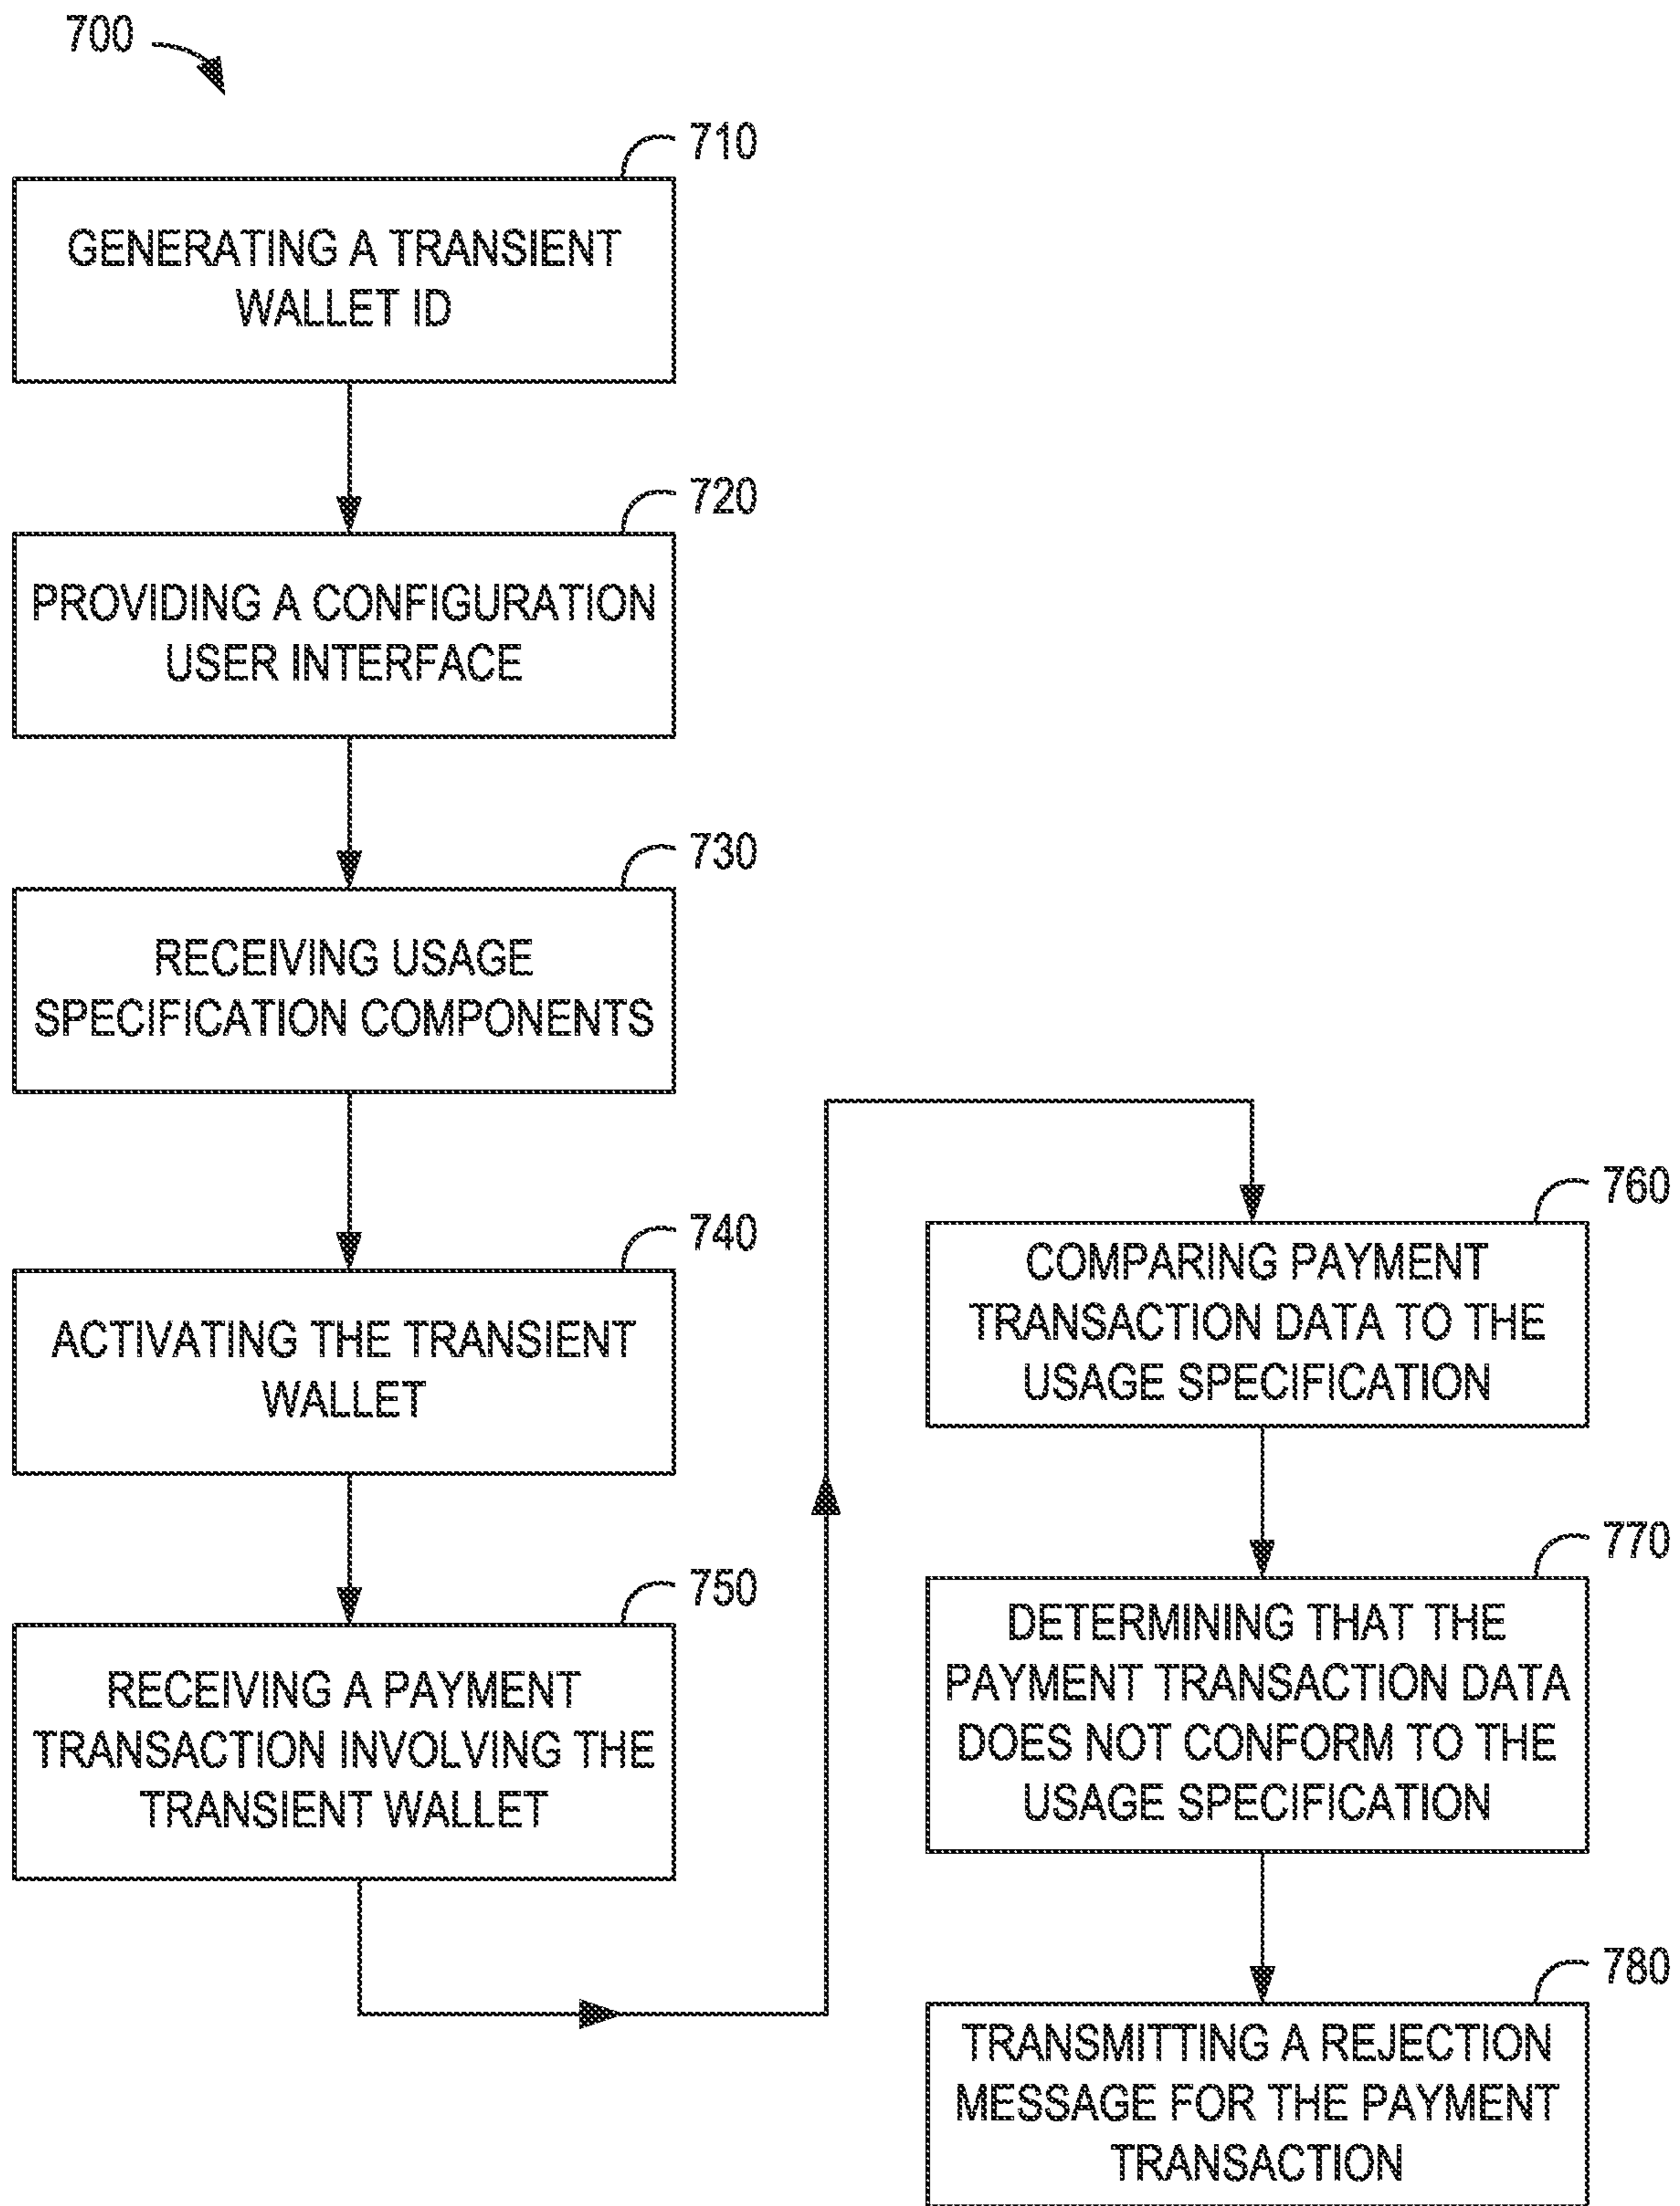 700
710
GENERATING A TRANSIENT
WALLET ID
720
PROVIDING A CONFIGURATION
USER INTERFACE
730
RECEIVING USAGE
SPECIFICATION COMPONENTS
740
ACTIVATING THE TRANSIENT
WALLET
750
RECEIVING A PAYMENT
TRANSACTION INVOLVING THE
TRANSIENT WALLET
760
COMPARING PAYMENT
TRANSACTION DATA TO THE
USAGE SPECIFICATION
770
DETERMINING THAT THE
PAYMENT TRANSACTION DATA
DOES NOT CONFORM TO THE
USAGE SPECIFICATION
780
TRANSMITTING A REJECTION
MESSAGE FOR THE PAYMENT
TRANSACTION